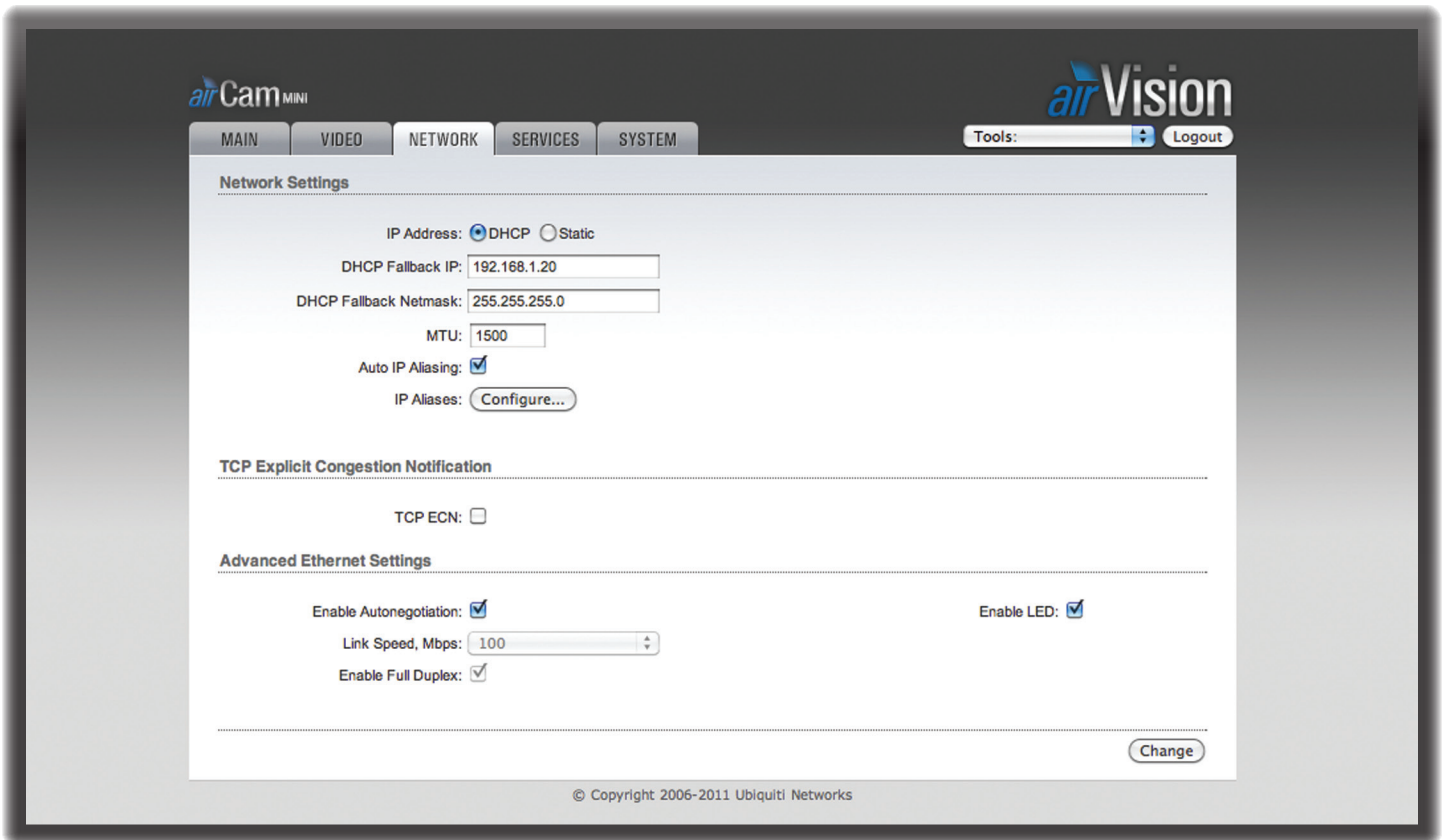 airCam MINI
airVision
MAIN VIDEO NETWORK SERVICES SYSTEM
Tools: Logout
Network Settings
IP Address: DHCP Static
DHCP Fallback IP: 192.168.1.20
DHCP Fallback Netmask: 255.255.255.0
MTU: 1500
Auto IP Aliasing:
IP Aliases: Configure...
TCP Explicit Congestion Notification
TCP ECN:
Advanced Ethernet Settings
Enable Autonegotiation: Enable LED:
Link Speed, Mbps: 100
Enable Full Duplex:
Change
© Copyright 2006-2011 Ubiquiti Networks